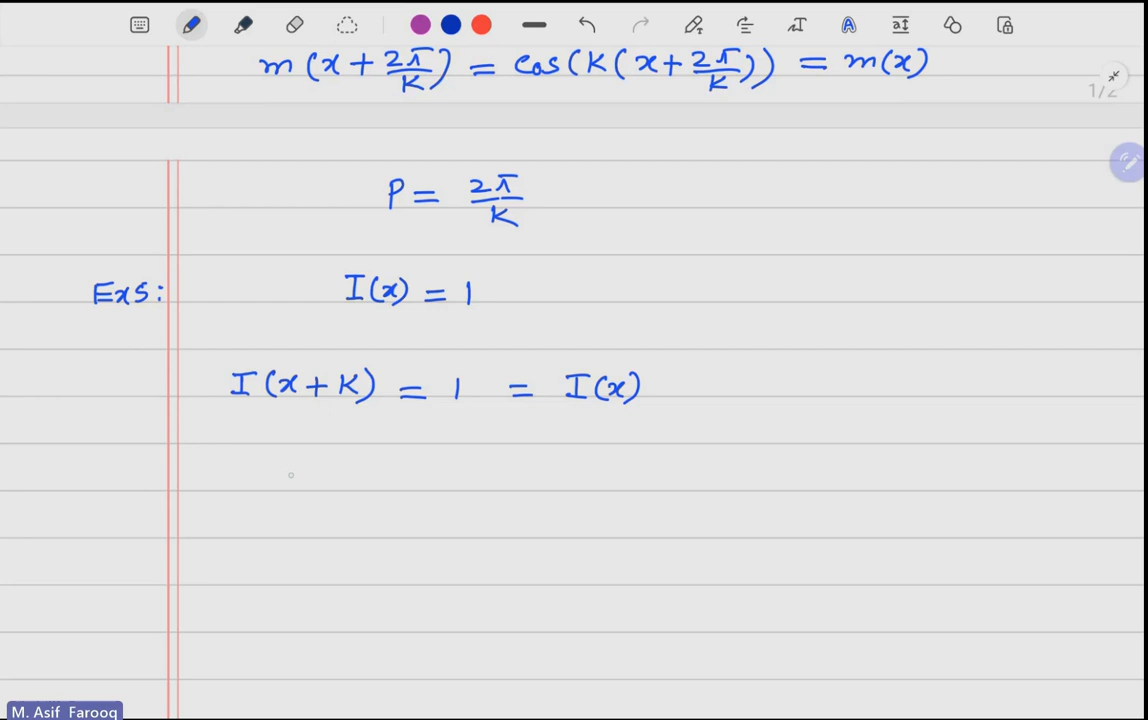 m(x + 2π/K) = cos(K(x + 2π/K)) = m(x)
1/2
P = 2π/K
Ex5: I(x) = 1
I(x+K) = 1 = I(x)
M. Asif Farooq